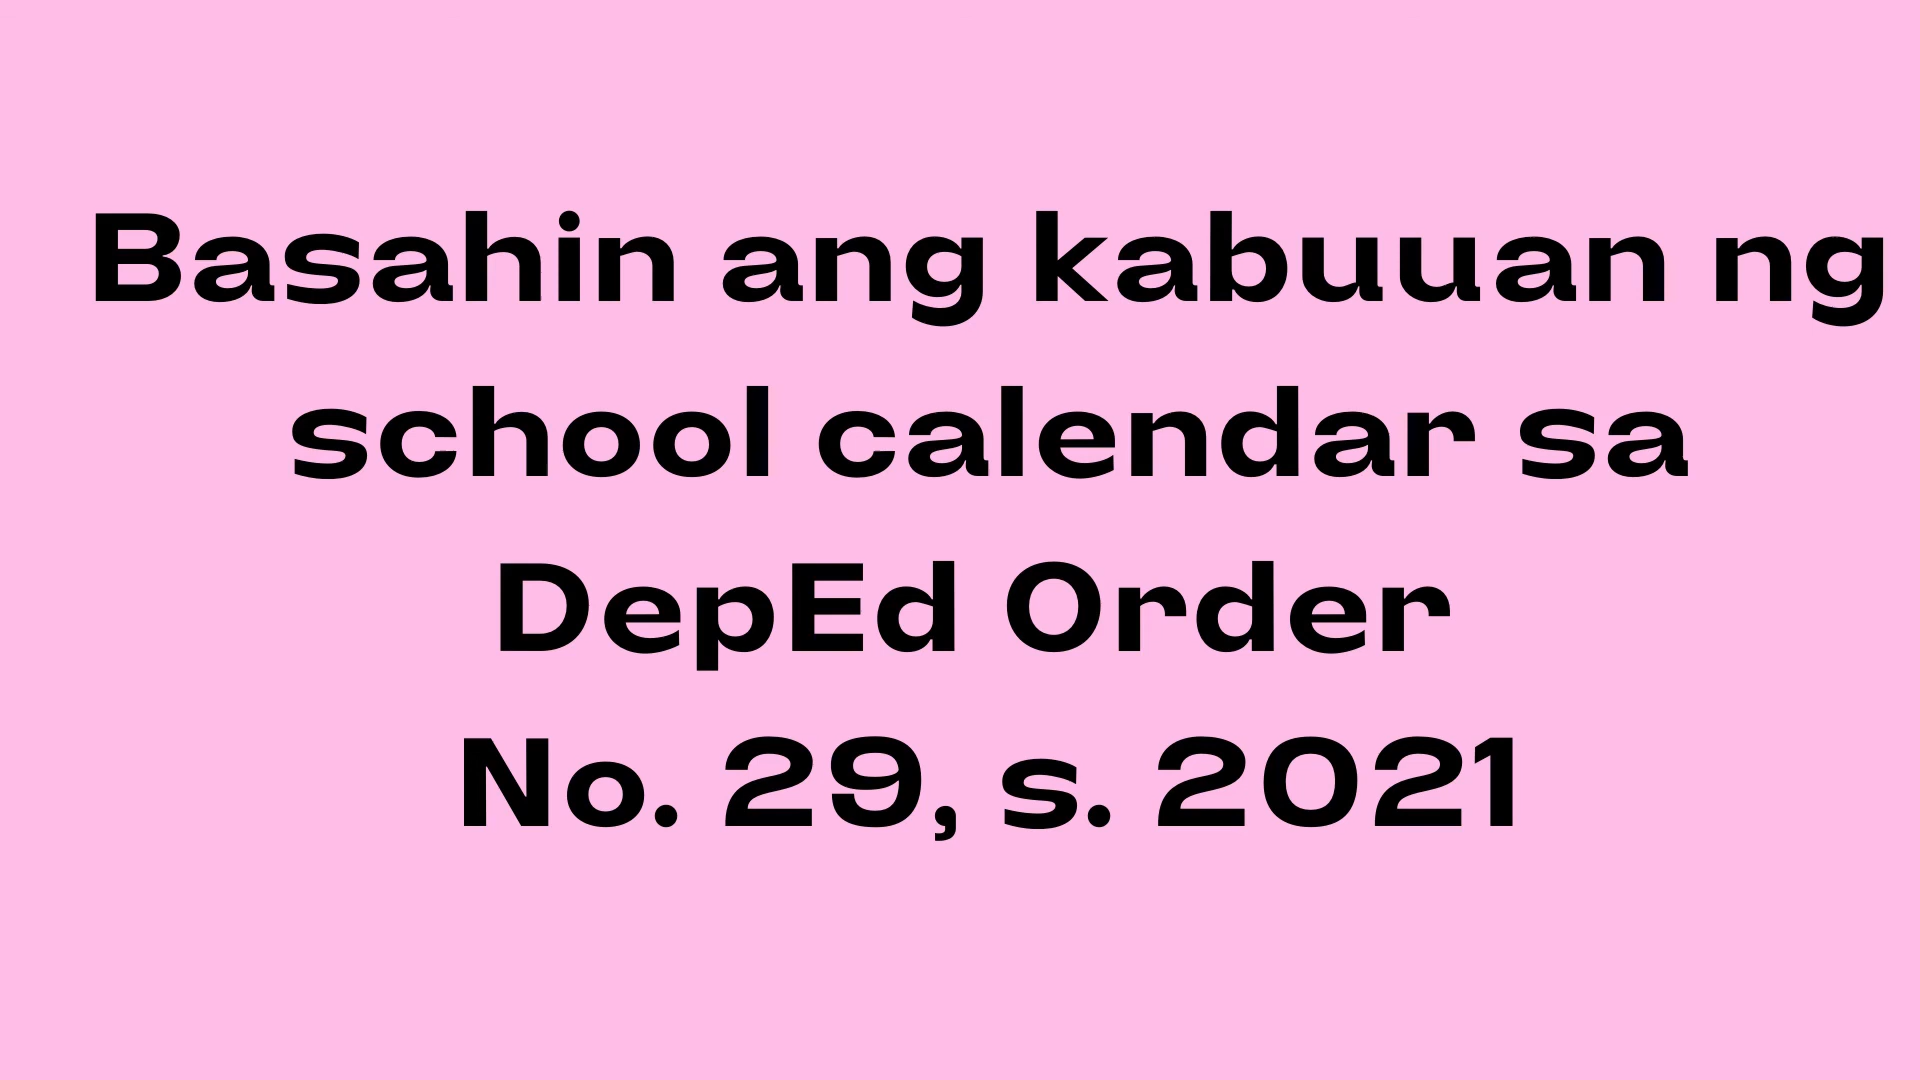 Basahin ang kabuuan ng
school calendar sa
DepEd Order
No. 29, s. 2021